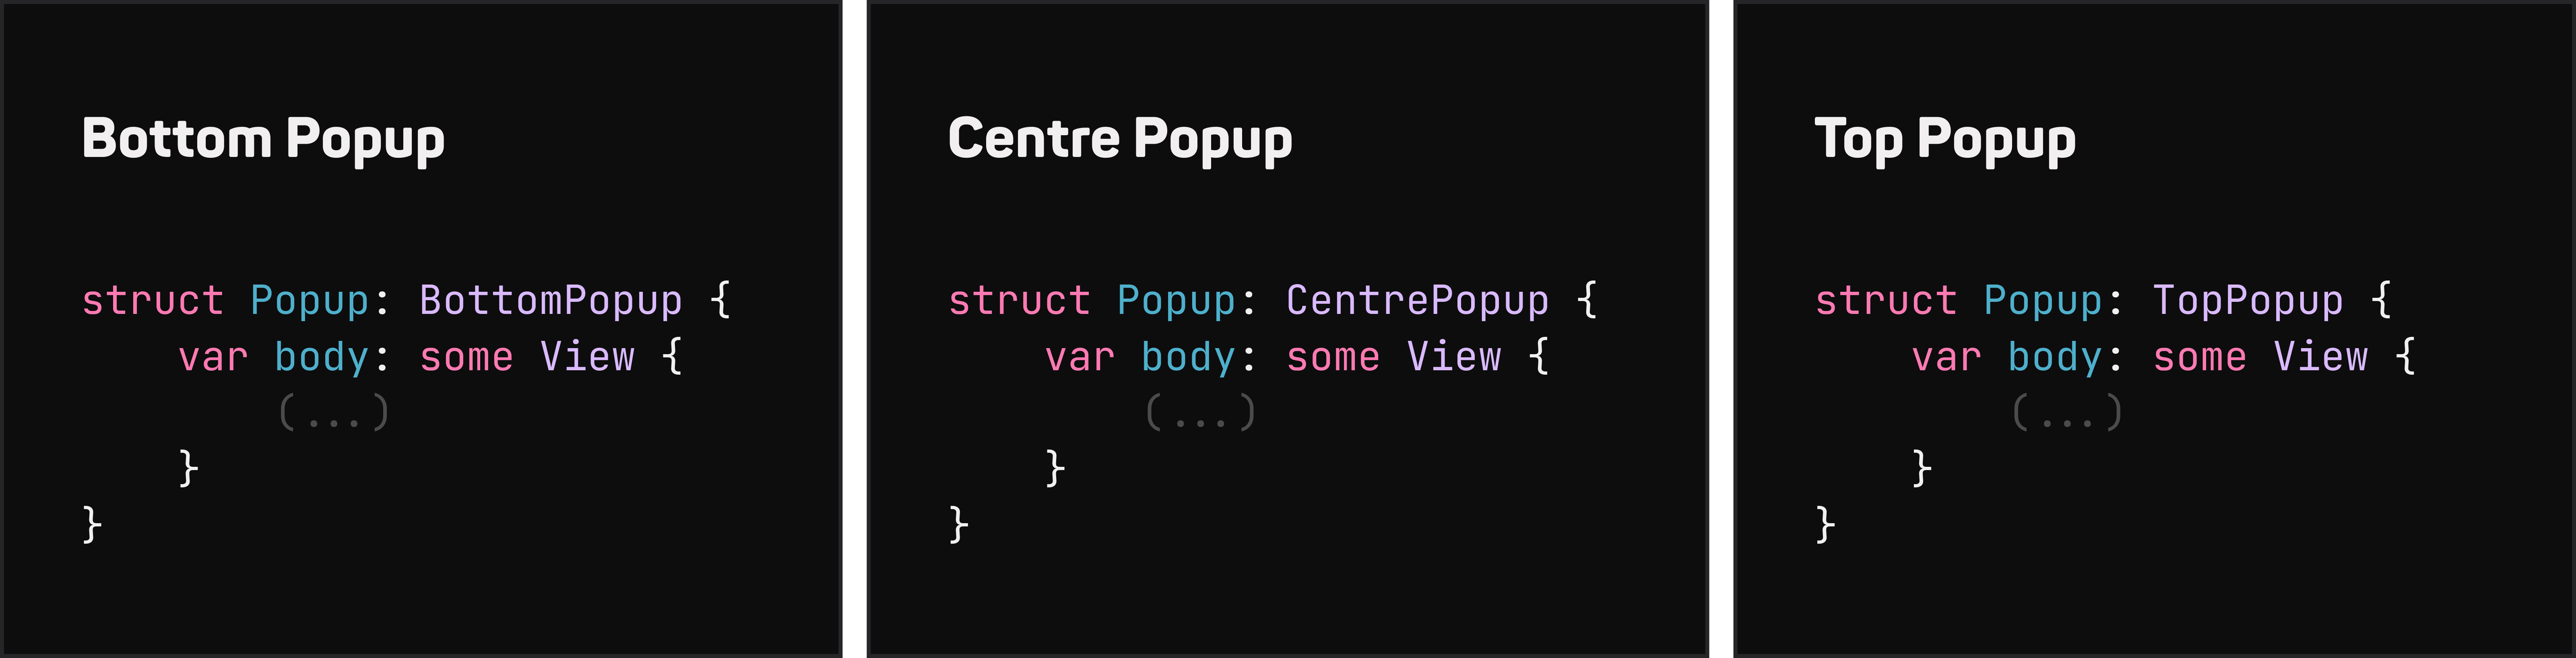 Bottom Popup
struct Popup: BottomPopup {
    var body: some View {
        (...)
    }
}
Centre Popup
struct Popup: CentrePopup {
    var body: some View {
        (...)
    }
}
Top Popup
struct Popup: TopPopup {
    var body: some View {
        (...)
    }
}